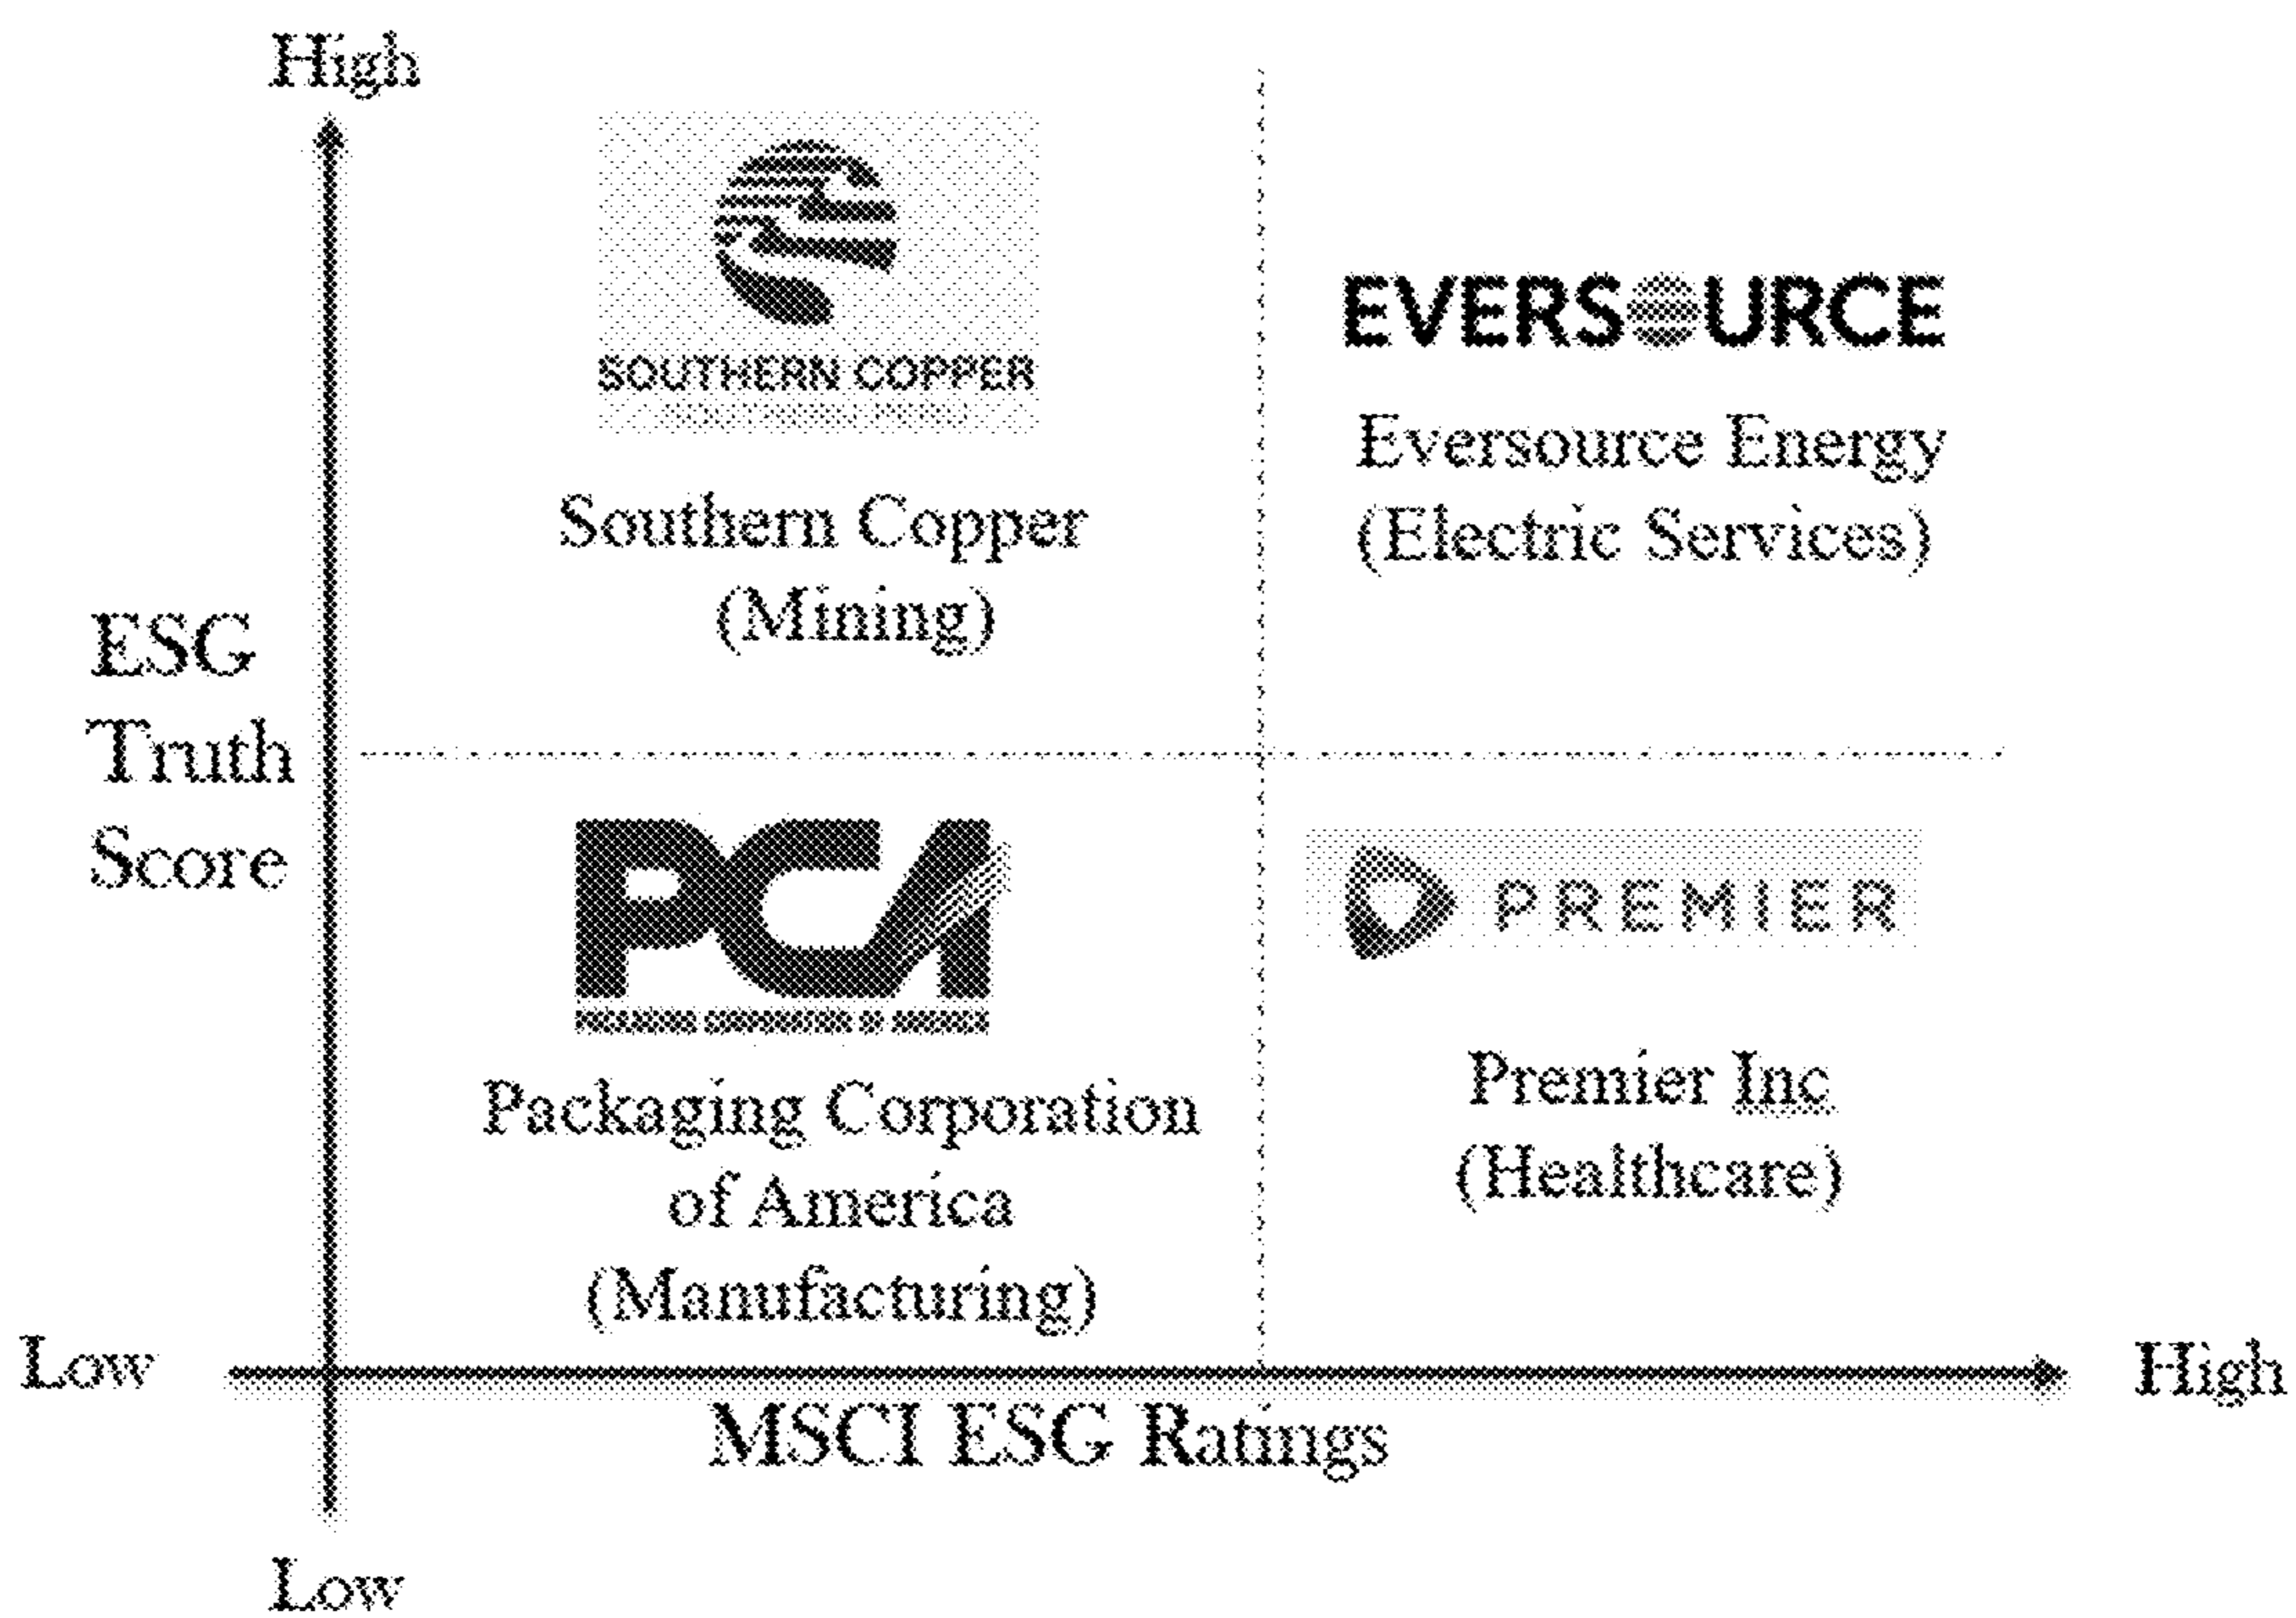 High
SOUTHERN COPPER
Southern Copper
(Mining)
EVERSOURCE
Eversource Energy
(Electric Services)
ESG
Truth
Score
PCA
Packaging Corporation
of America
(Manufacturing)
PREMIER
Premier Inc
(Healthcare)
Low
High
MSCI ESG Ratings
Low